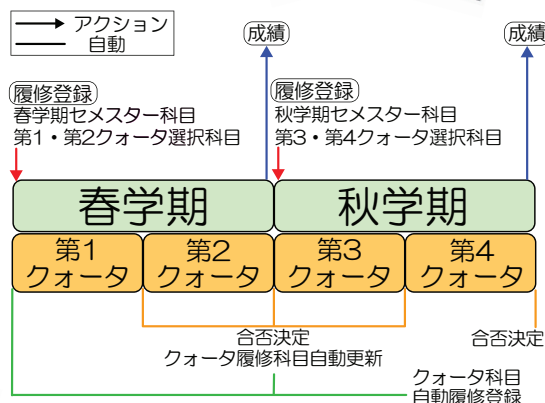 アクション
自動
成績
成績
履修登録
春学期セメスター科目
第1・第2クォータ選択科目
履修登録
秋学期セメスター科目
第3・第4クォータ選択科目
春学期
秋学期
第1
クォータ
第2
クォータ
第3
クォータ
第4
クォータ
合否決定
クォータ履修科目自動更新
合否決定
クォータ科目
自動履修登録